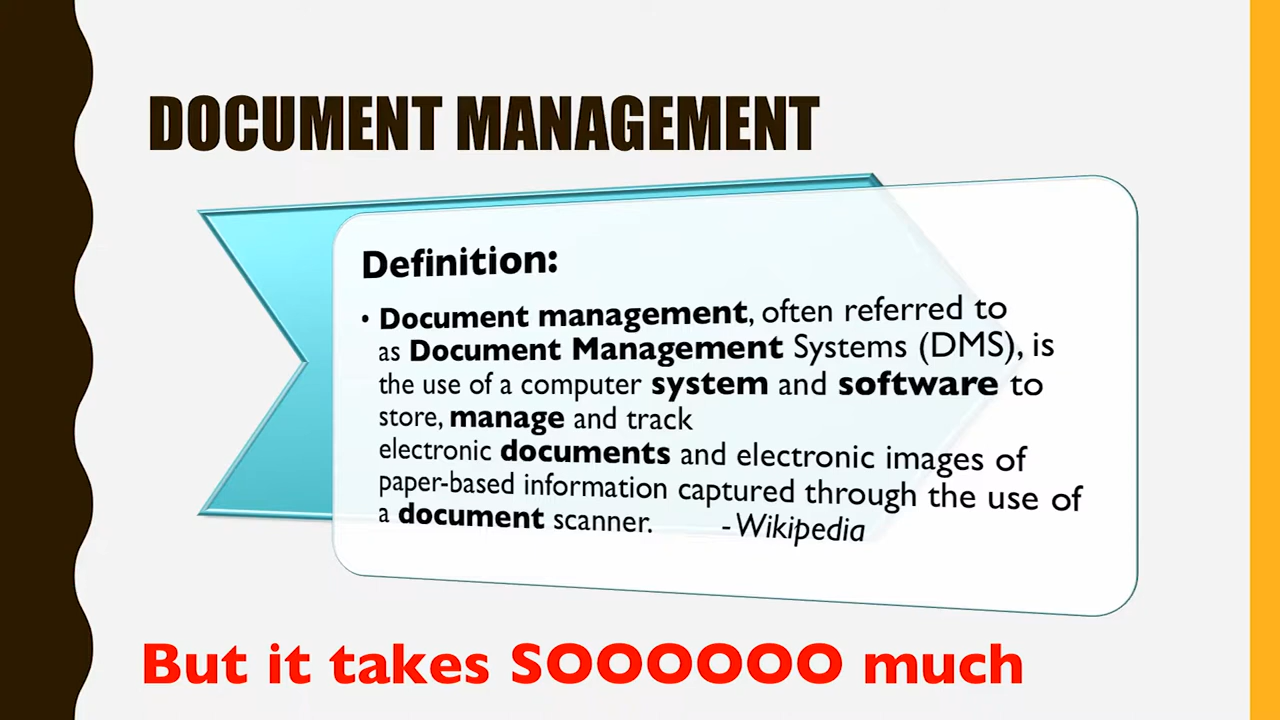 DOCUMENT MANAGEMENT
Definition:
• Document management, often referred to
as Document Management Systems (DMS), is
the use of a computer system and software to
store, manage and track
electronic documents and electronic images of
paper-based information captured through the use of
a document scanner. - Wikipedia
But it takes SOOOOOO much